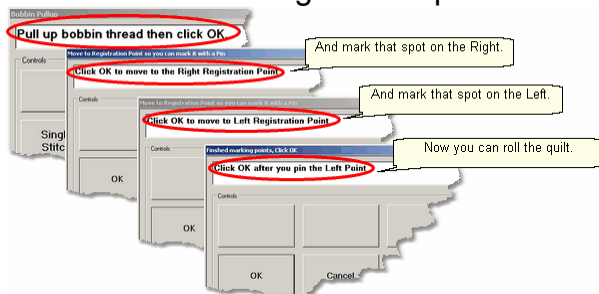 Bobbin Pullup
Pull up bobbin thread then click OK
Controls
Singl
Stitc
Move to Registration Point so you can mark it with a Pin
Click OK to move to the Right Registration Point
And mark that spot on the Right.
Controls
OK
Move to Registration Point so you can mark it with a Pin
Click OK to move to Left Registration Point
And mark that spot on the Left.
Controls
OK
Finshed marking points, Click OK
Click OK after you pin the Left Point
Now you can roll the quilt.
Controls
OK
Cancel